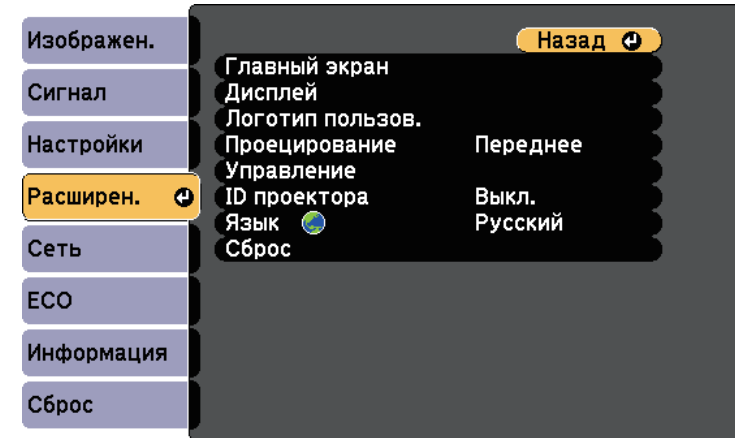 Изображен.
Сигнал
Настройки
Расширен.
Сеть
ECO
Информация
Сброс
Назад
Главный экран
Дисплей
Логотип пользов.
Проецирование Переднее
Управление
ID проектора Выкл.
Язык Русский
Сброс